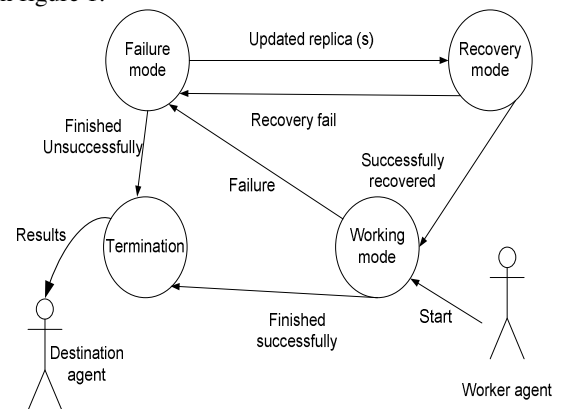 n figure 1.
Failure
mode
Updated replica (s)
Recovery
mode
Recovery fail
Finished
Unsuccessfully
Successfully
recovered
Failure
Results
Termination
Working
mode
Start
Finished
successfully
Destination
agent
Worker agent